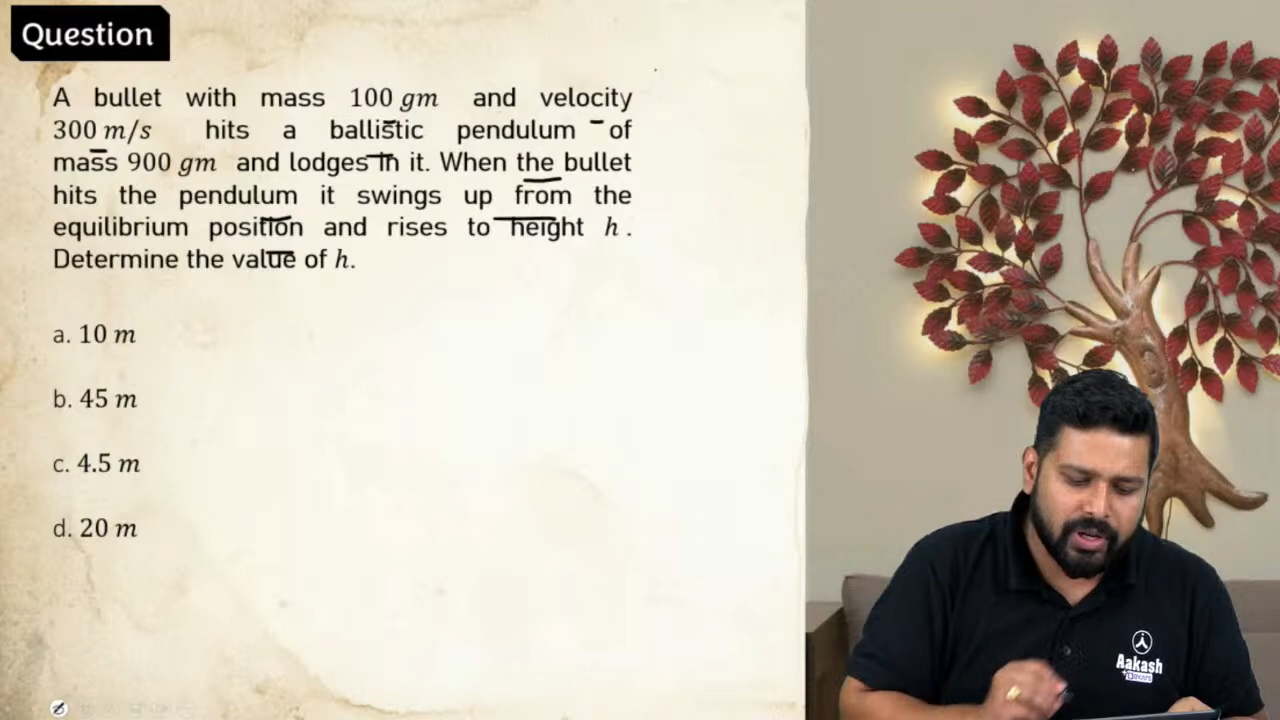 Question
A bullet with mass 100 gm and velocity
300 m/s hits a ballistic pendulum of
mass 900 gm and lodges in it. When the bullet
hits the pendulum it swings up from the
equilibrium position and rises to height h.
Determine the value of h.
a. 10 m
b. 45 m
c. 4.5 m
d. 20 m
Aakash